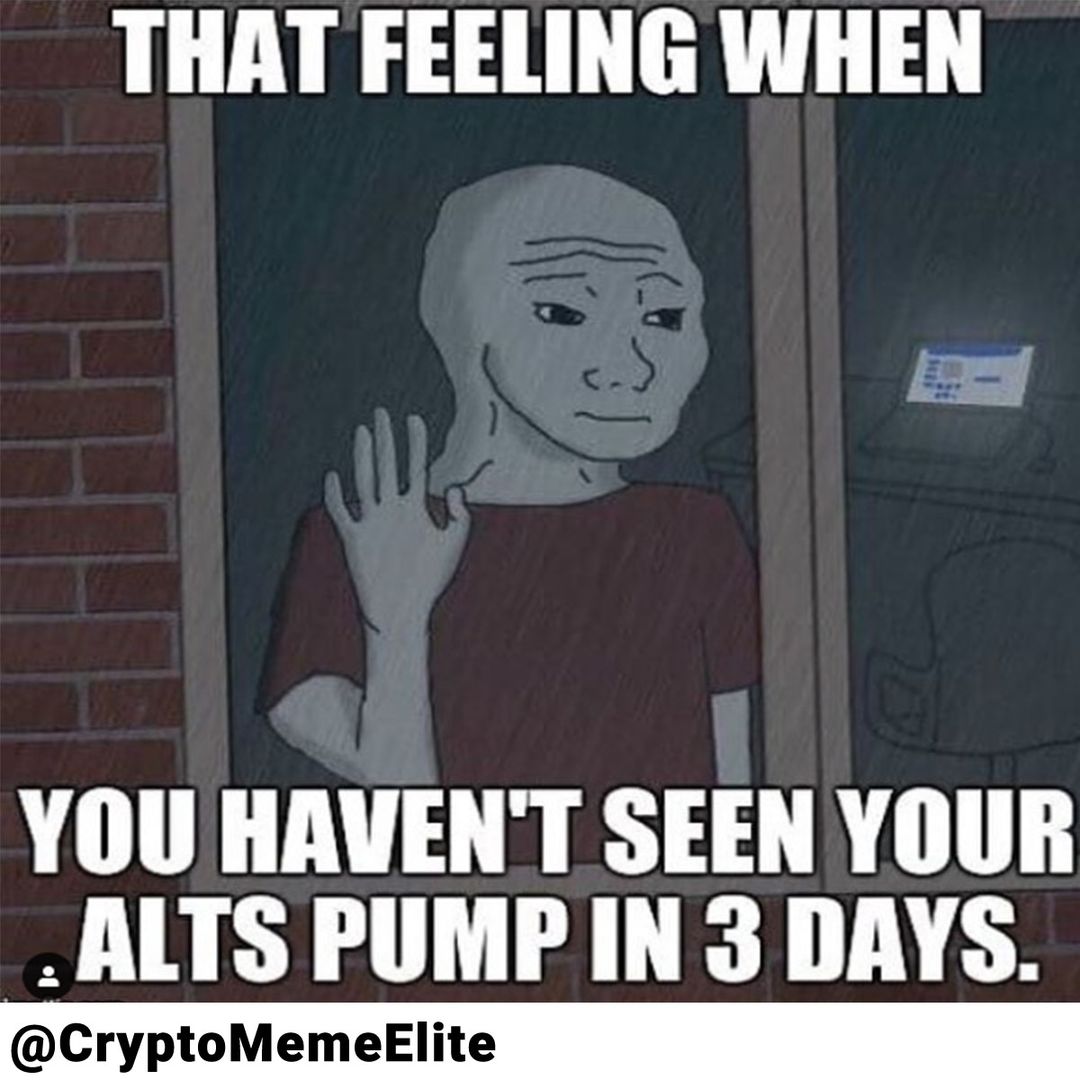 THAT FEELING WHEN
YOU HAVEN'T SEEN YOUR
ALTS PUMP IN 3 DAYS.
@CryptoMemeElite